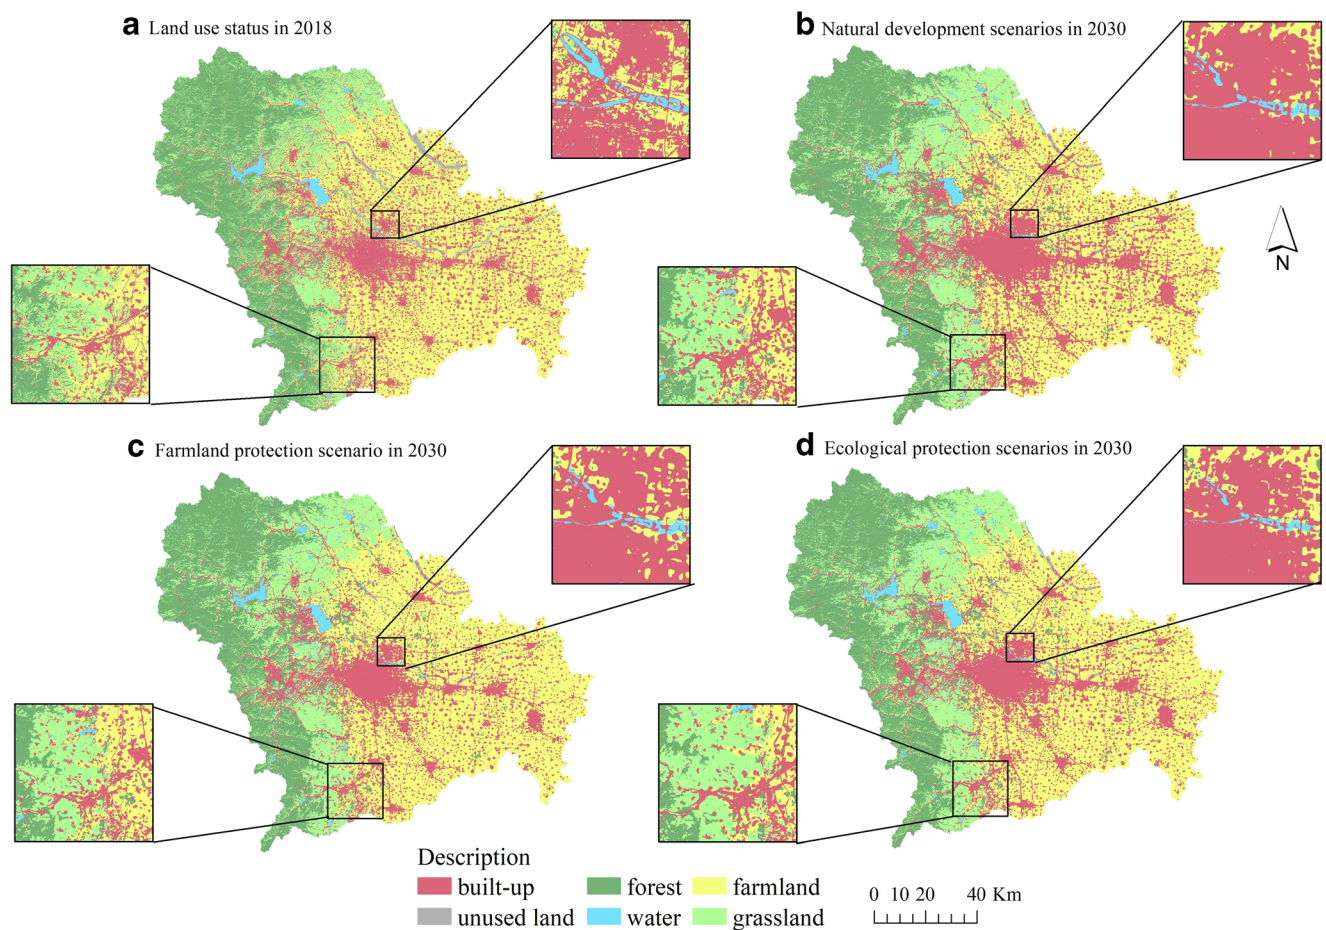 a Land use status in 2018
b Natural development scenarios in 2030
N
c Farmland protection scenario in 2030
d Ecological protection scenarios in 2030
Description
built-up forest farmland
unused land water grassland
0 10 20 40 Km